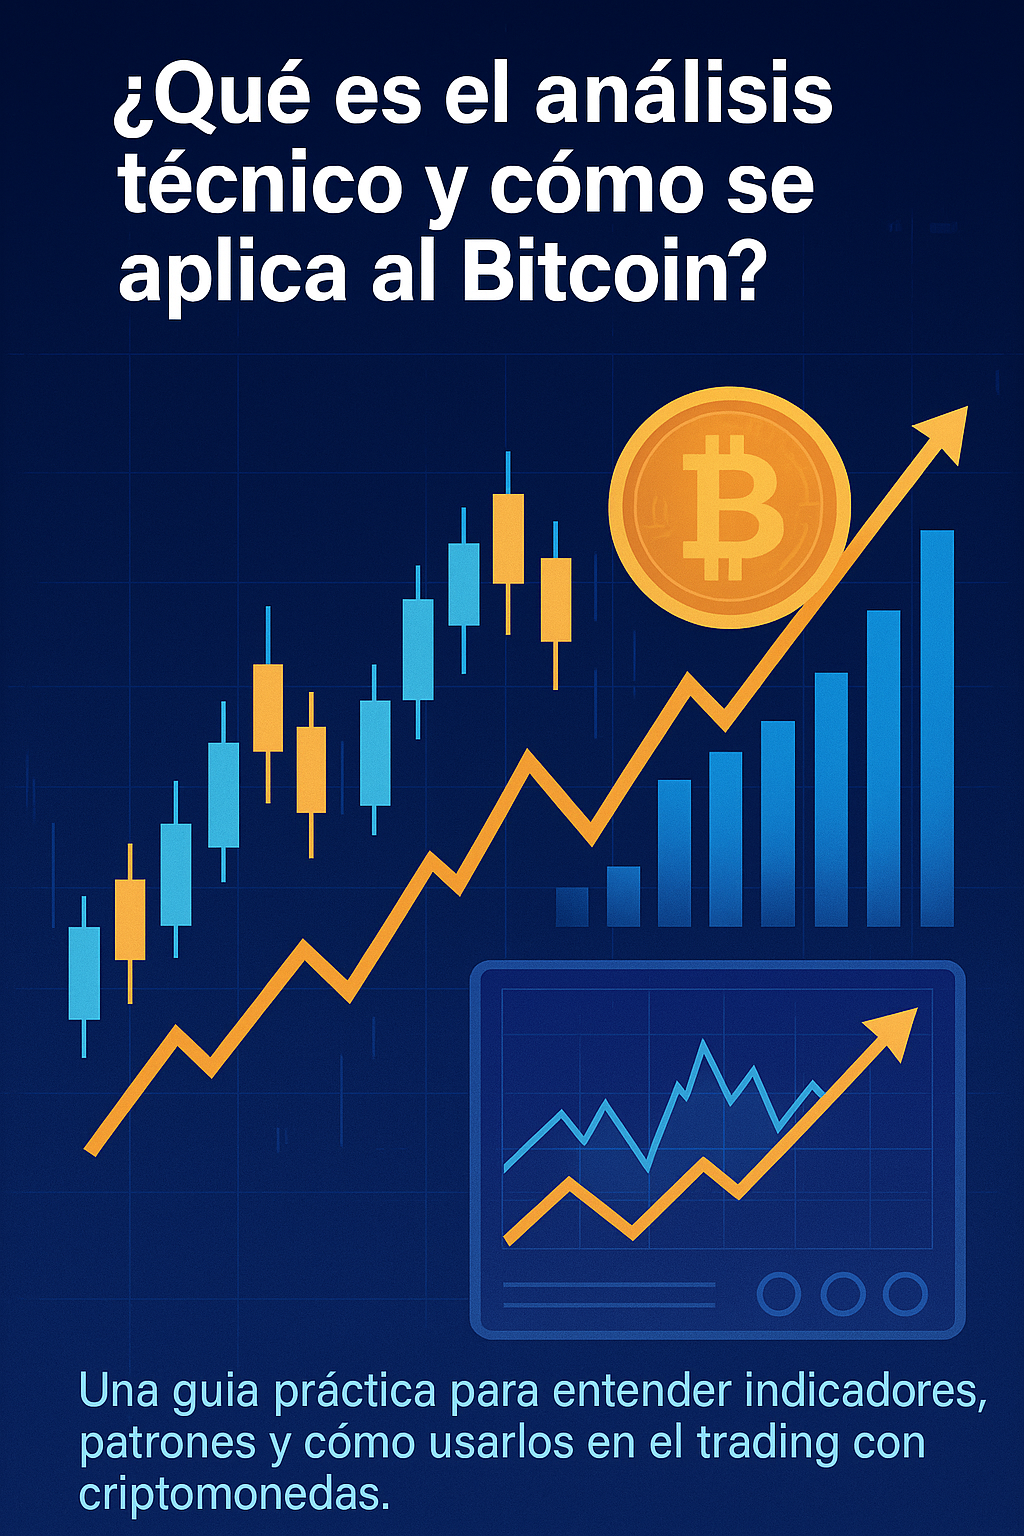 ¿Qué es el análisis
técnico y cómo se
aplica al Bitcoin?
Una guia práctica para entender indicadores,
patrones y cómo usarlos en el trading con
criptomonedas.